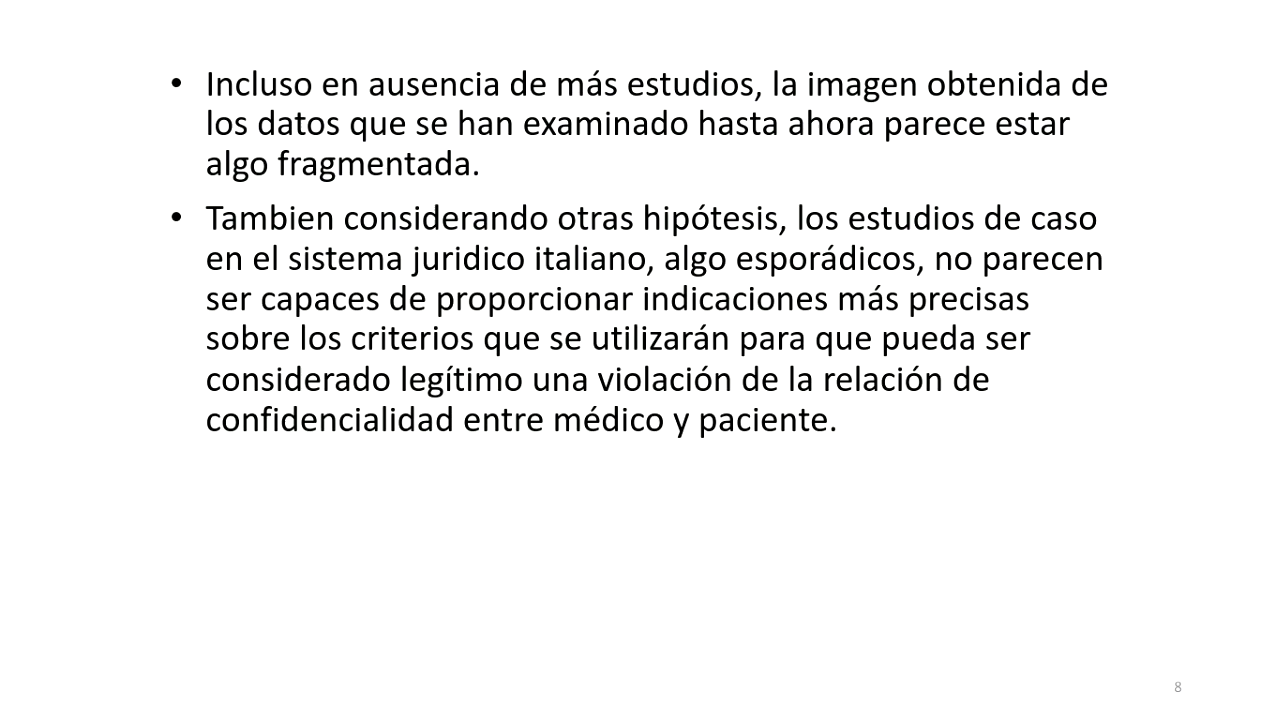 • Incluso en ausencia de más estudios, la imagen obtenida de
los datos que se han examinado hasta ahora parece estar
algo fragmentada.
• Tambien considerando otras hipótesis, los estudios de caso
en el sistema juridico italiano, algo esporádicos, no parecen
ser capaces de proporcionar indicaciones más precisas
sobre los criterios que se utilizarán para que pueda ser
considerado legítimo una violación de la relación de
confidencialidad entre médico y paciente.
8